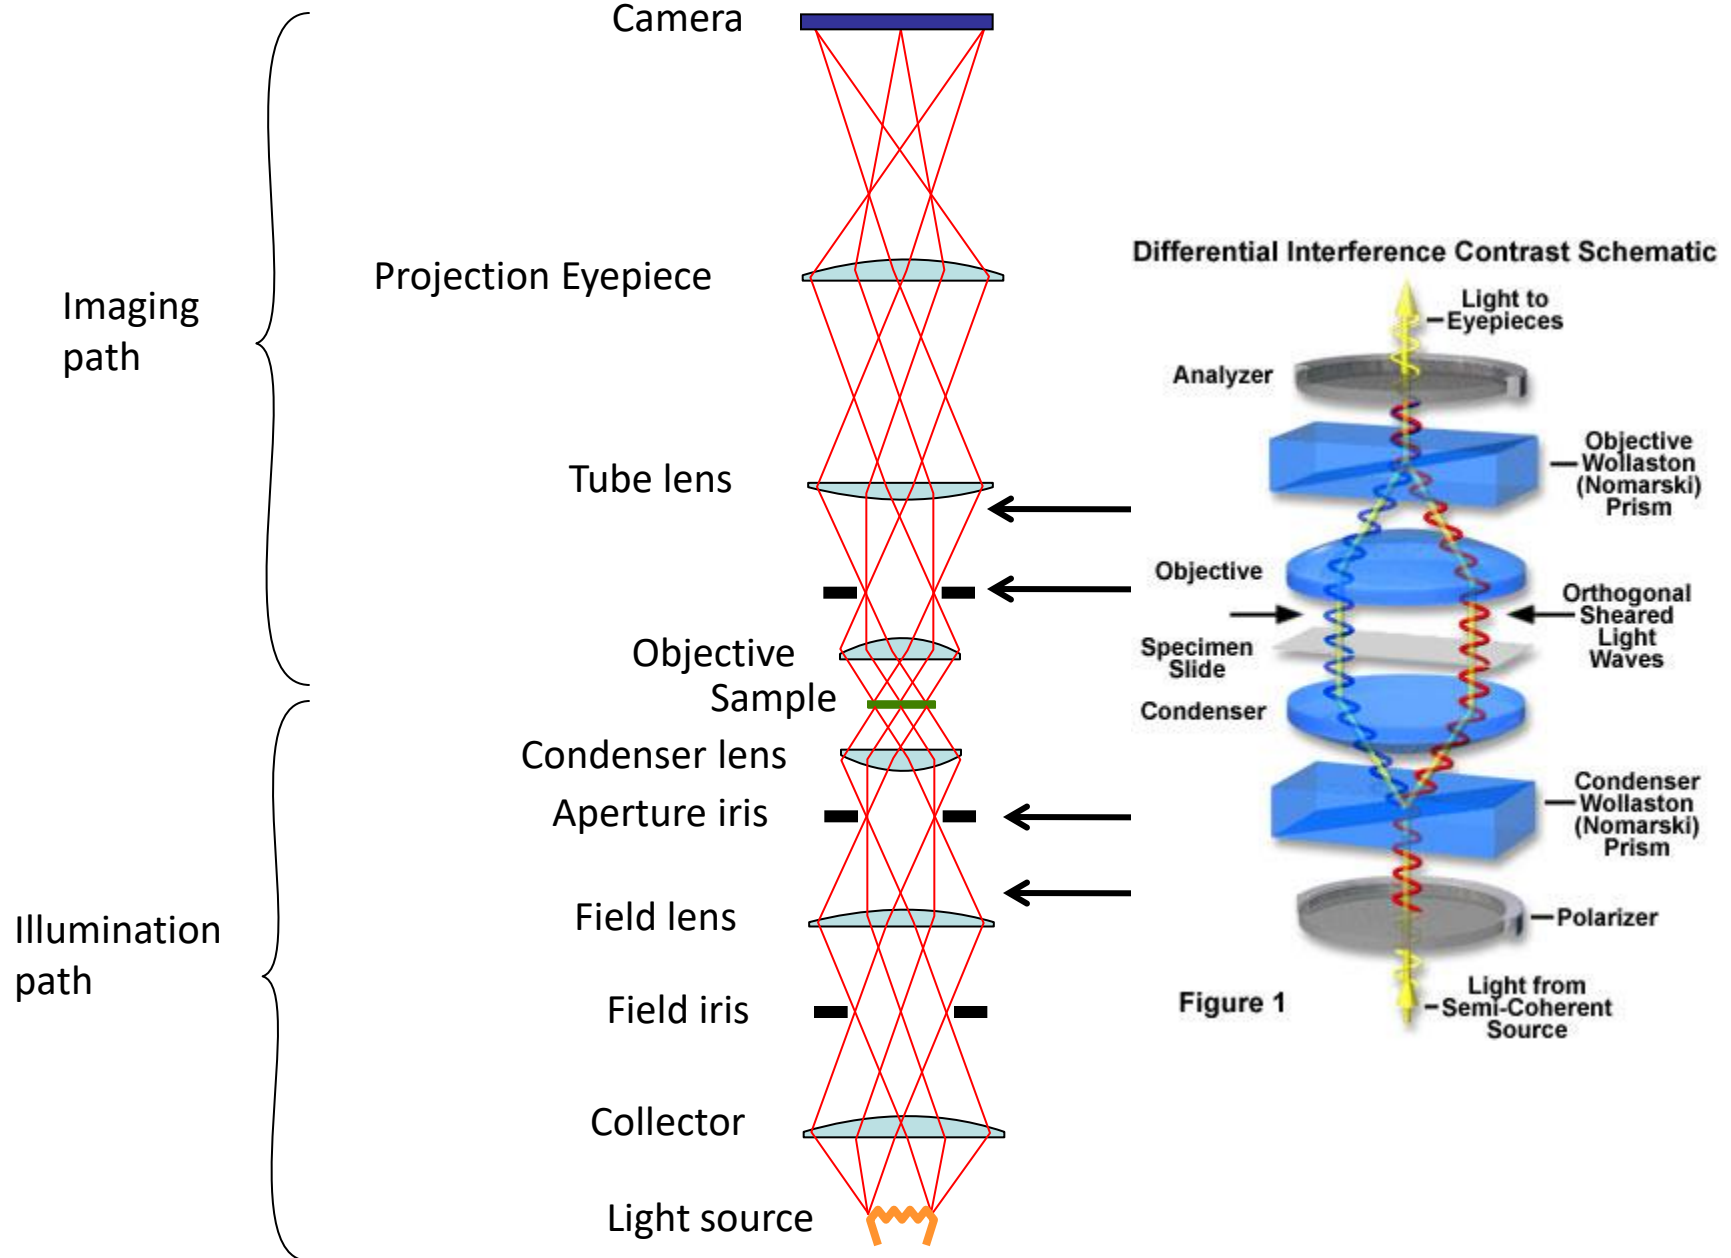 Camera
Projection Eyepiece
Imaging
path
Tube lens
Objective
Sample
Condenser lens
Aperture iris
Field lens
Illumination
path
Field iris
Collector
Light source
Differential Interference Contrast Schematic
Light to
Eyepieces
Analyzer
Objective
Wollaston
(Nomarski)
Prism
Objective
Orthogonal
Sheared
Light
Waves
Specimen
Slide
Condenser
Condenser
Wollaston
(Nomarski)
Prism
Polarizer
Figure 1
Light from
Semi-Coherent
Source